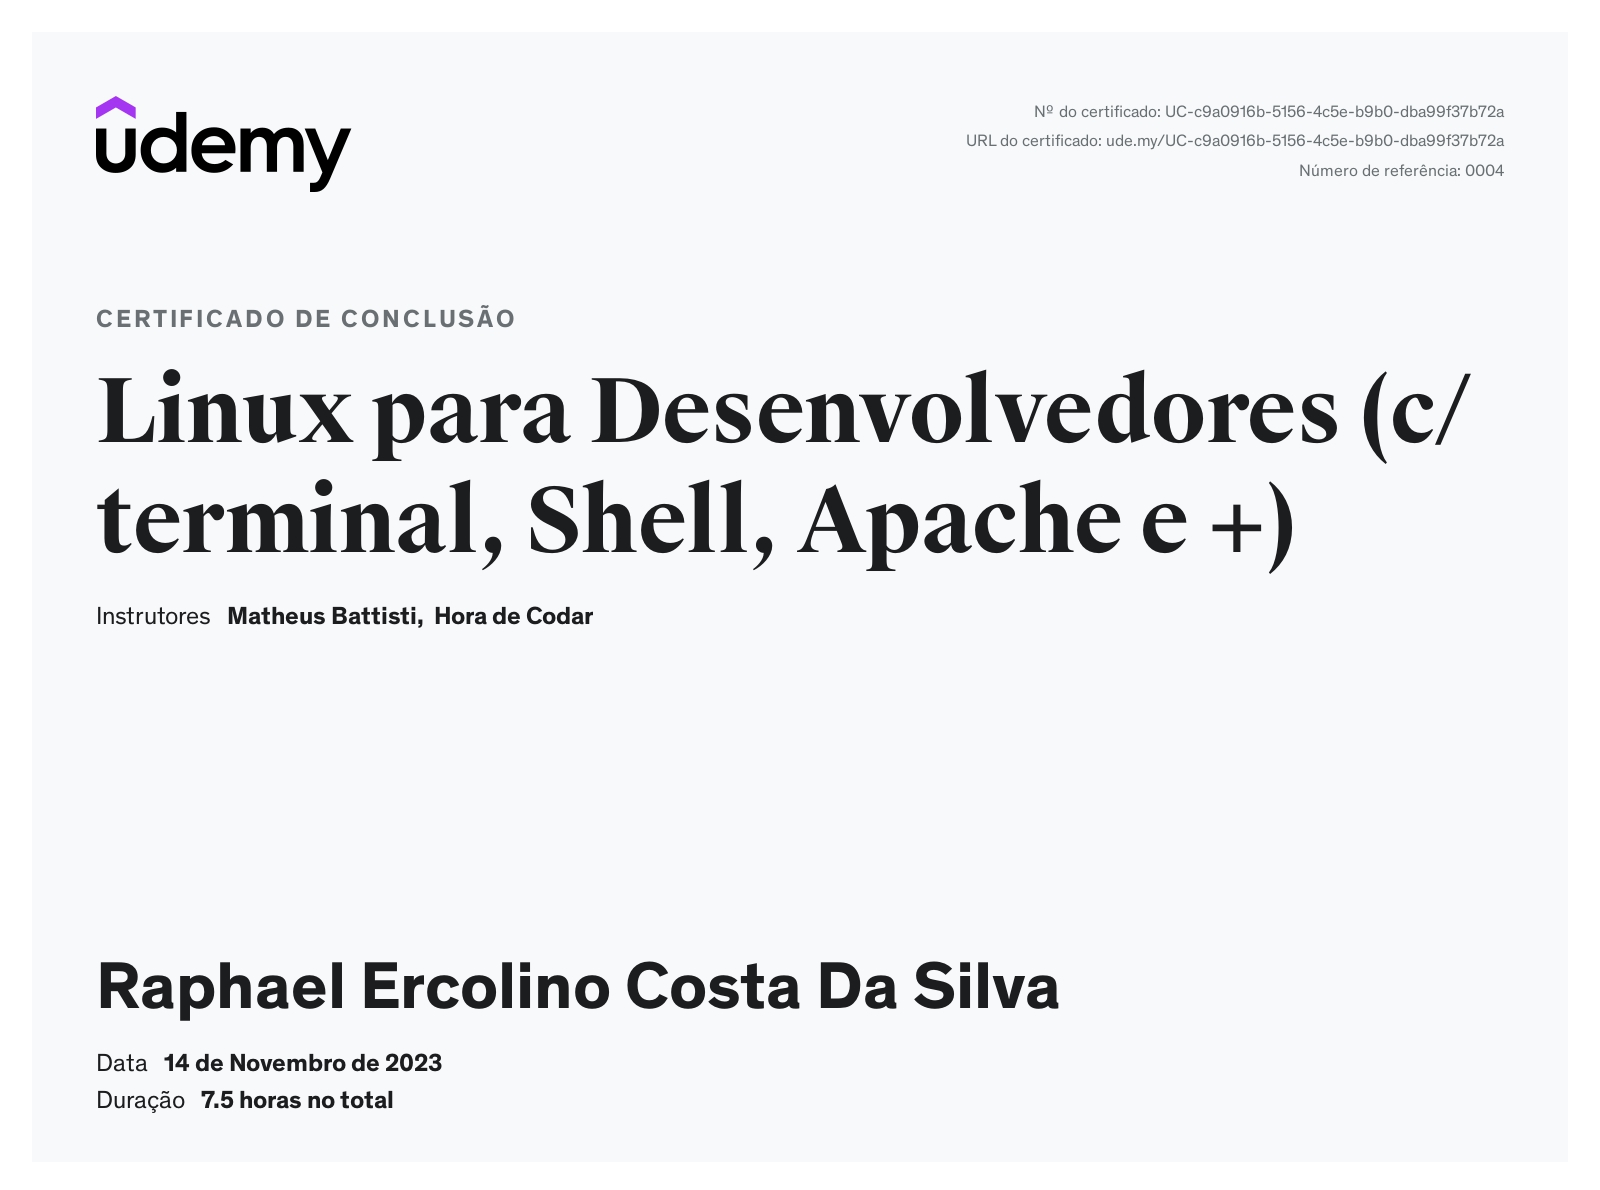 udemy
Nº do certificado: UC-c9a0916b-5156-4c5e-b9b0-dba99f37b72a
URL do certificado: ude.my/UC-c9a0916b-5156-4c5e-b9b0-dba99f37b72a
Número de referência: 0004
CERTIFICADO DE CONCLUSÃO
Linux para Desenvolvedores (c/
terminal, Shell, Apache e +)
Instrutores Matheus Battisti, Hora de Codar
Raphael Ercolino Costa Da Silva
Data 14 de Novembro de 2023
Duração 7.5 horas no total